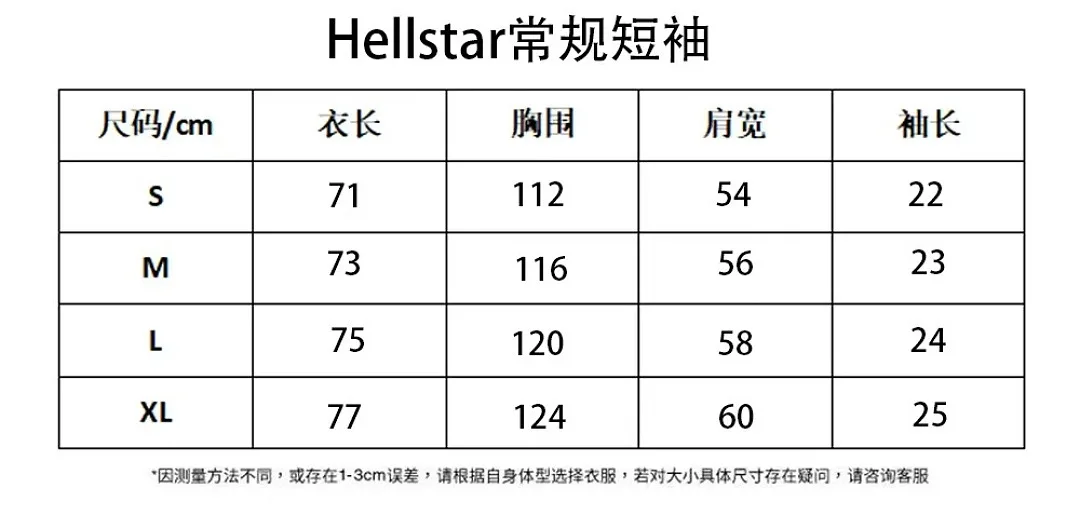 Hellstar常规短袖
尺码/cm 衣长 胸围 肩宽 袖长
S 71 112 54 22
M 73 116 56 23
L 75 120 58 24
XL 77 124 60 25
*因测量方法不同，或存在1-3cm误差，请根据自身体型选择衣服，若对大小具体尺寸存在疑问，请咨询客服